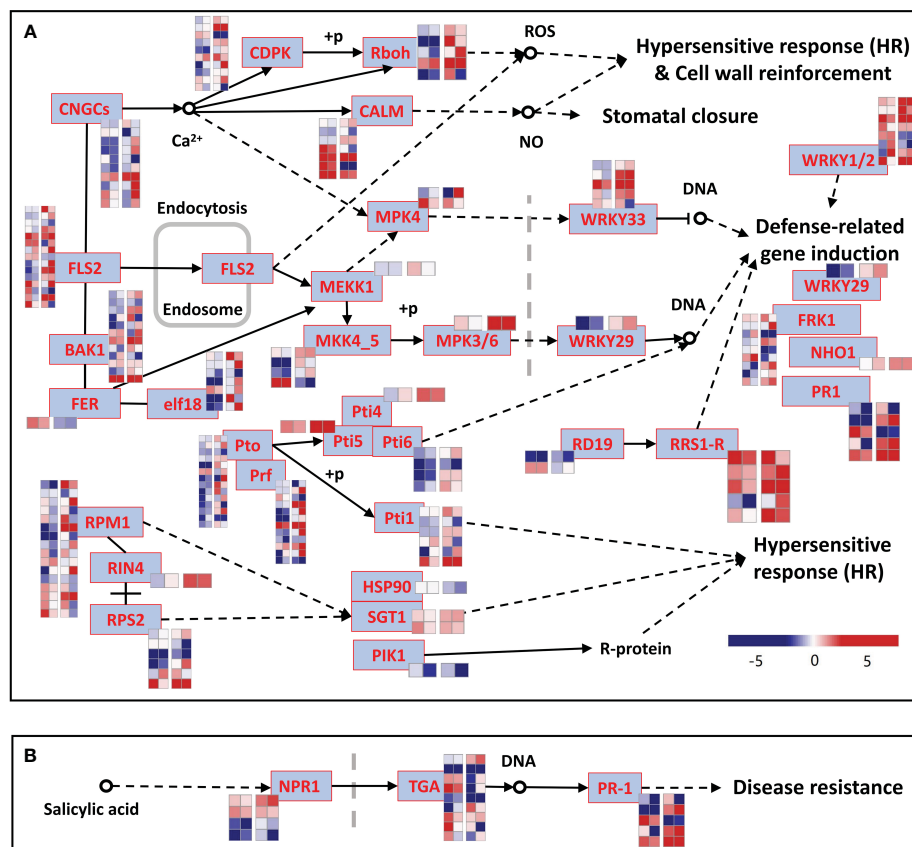 A
CDPK
+p
Rboh
ROS
Hypersensitive response (HR)
& Cell wall reinforcement
CNGCs
Ca2+
CALM
NO
Stomatal closure
WRKY1/2
Endocytosis
MPK4
WRKY33
DNA
Defense-related
gene induction
FLS2
FLS2
MEKK1
WRKY29
Endosome
+p
DNA
FRK1
BAK1
MKK4_5
MPK3/6
WRKY29
NHO1
FER
elf18
PR1
Pti4
Pto
Pti5
Pti6
RD19
RRS1-R
Prf
+p
RPM1
Pti1
Hypersensitive
response (HR)
RIN4
HSP90
RPS2
SGT1
PIK1
R-protein
-5
0
5
B
Salicylic acid
NPR1
TGA
DNA
PR-1
Disease resistance